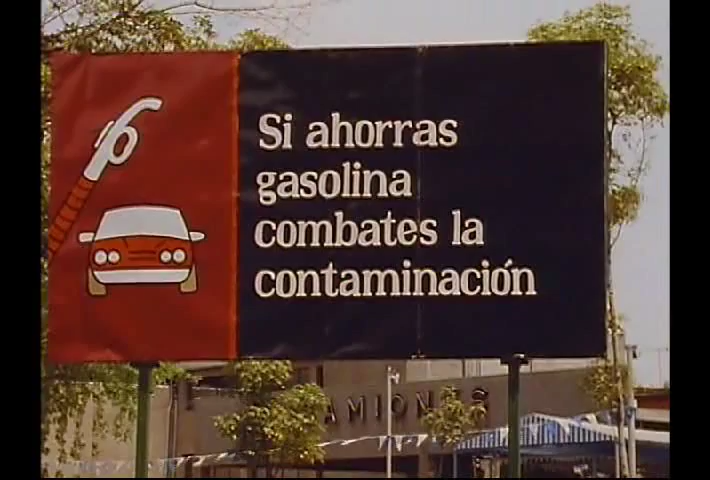 Si ahorras
gasolina
combates la
contaminación